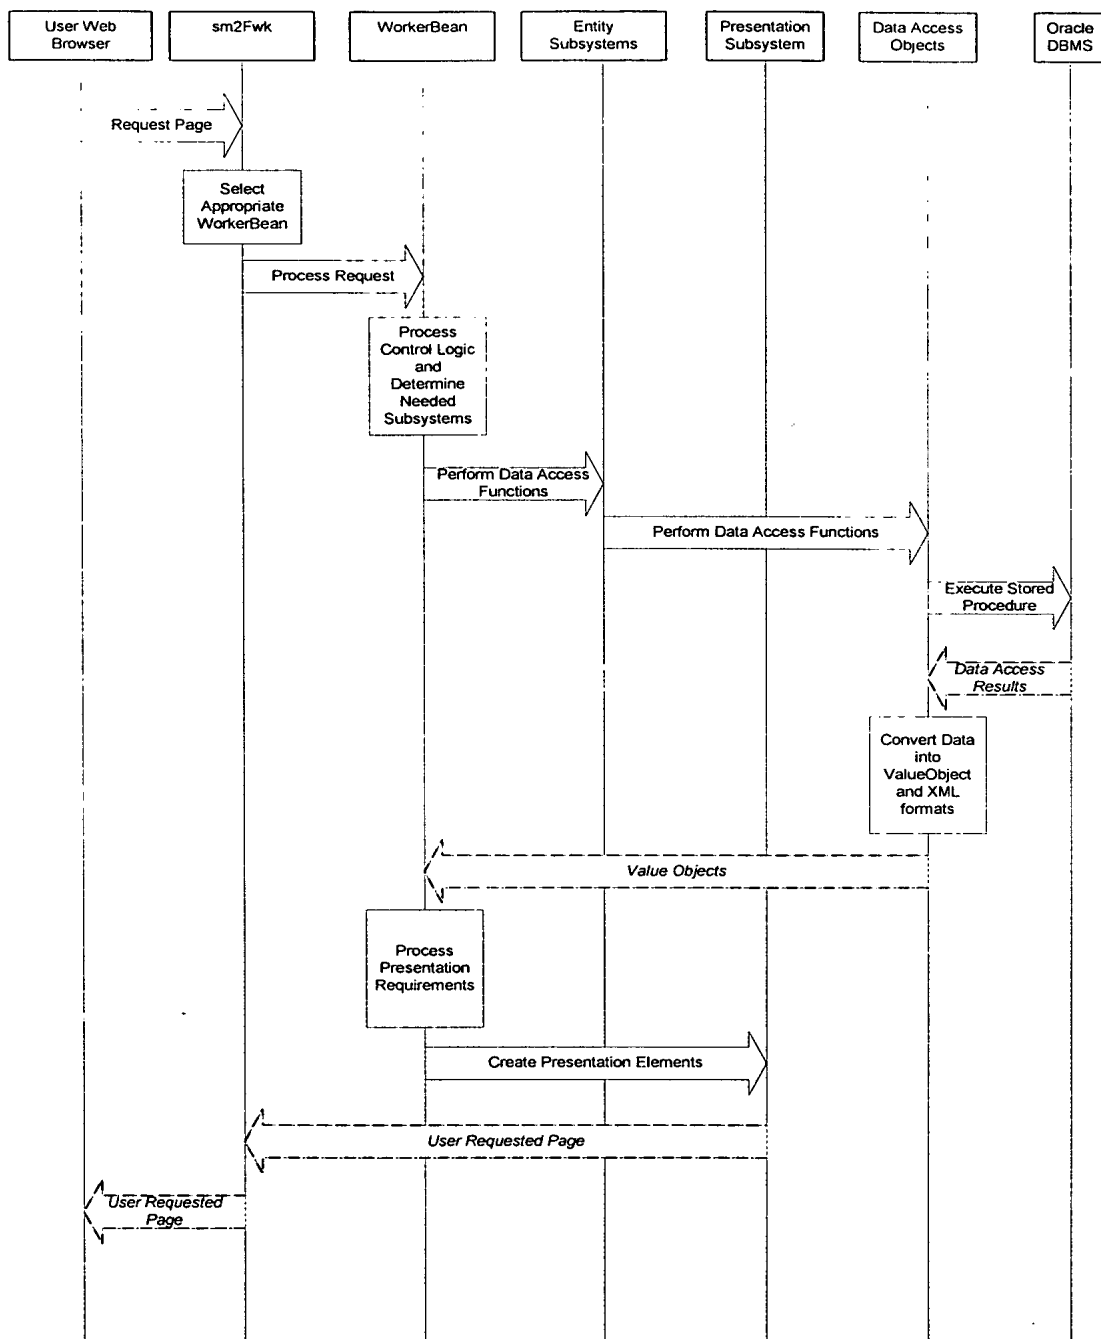 User Web
Browser
sm2Fwk
WorkerBean
Entity
Subsystems
Presentation
Subsystem
Data Access
Objects
Oracle
DBMS
Request Page
Select
Appropriate
WorkerBean
Process Request
Process
Control Logic
and
Determine
Needed
Subsystems
Perform Data Access
Functions
Perform Data Access Functions
Execute Stored
Procedure
Data Access
Results
Convert Data
into
ValueObject
and XML
formats
Value Objects
Process
Presentation
Requirements
Create Presentation Elements
User Requested Page
User Requested
Page